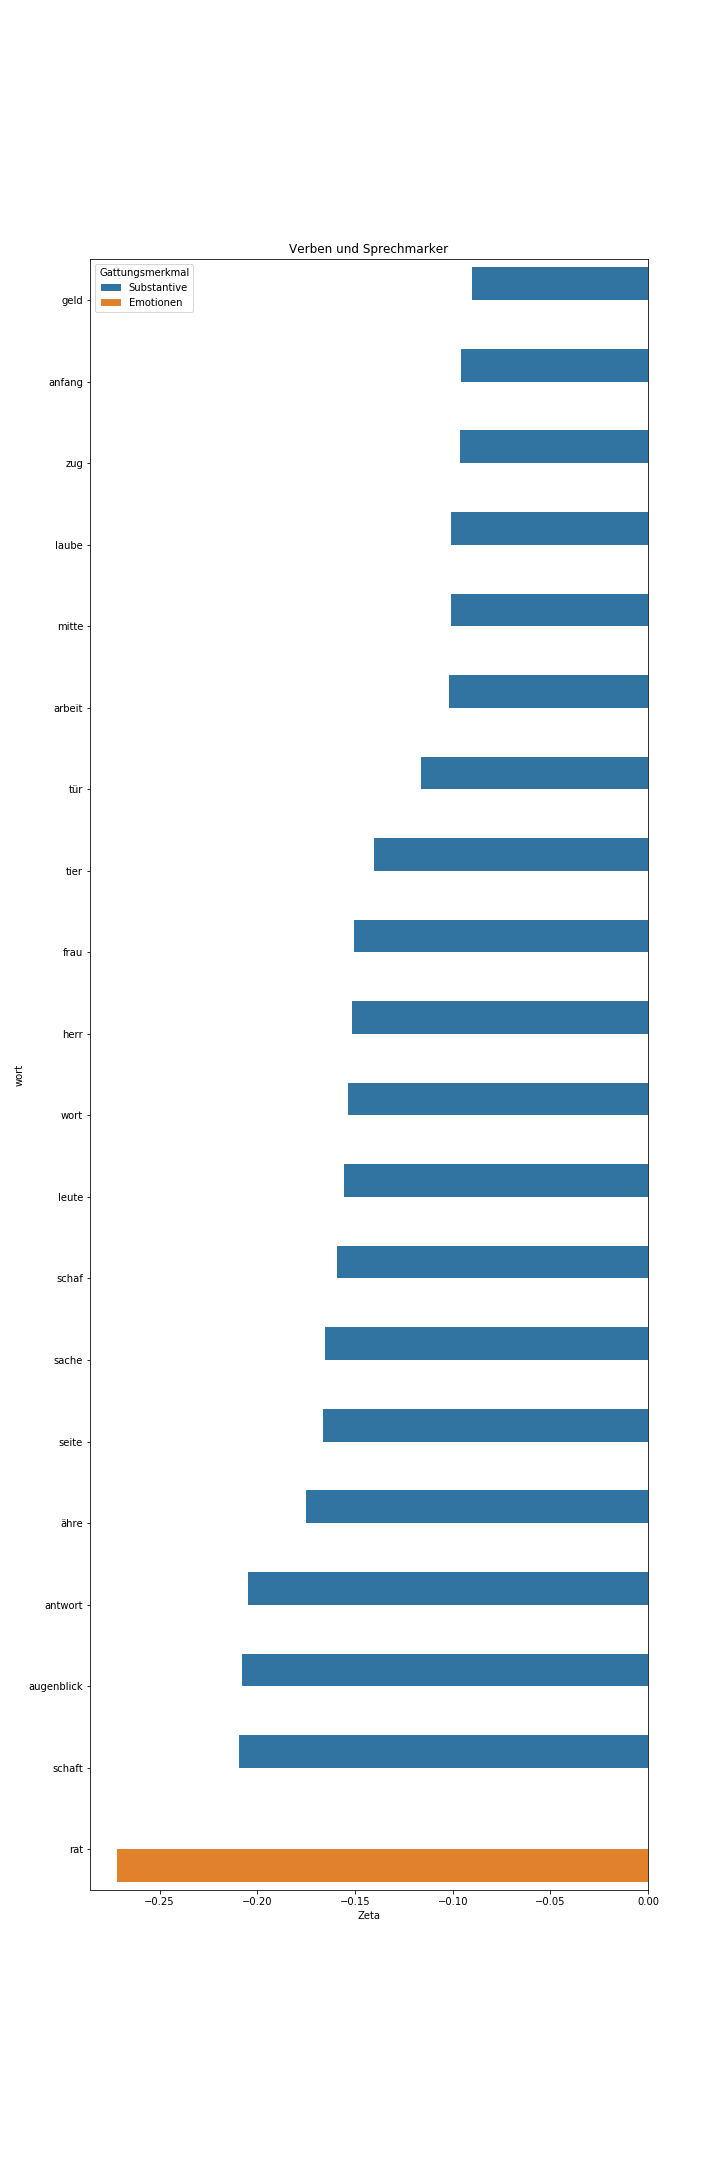 Verben und Sprechmarker
Gattungsmerkmal
Substantive
Emotionen
geld
anfang
zug
laube
mitte
arbeit
tür
tier
frau
herr
wort
wort
leute
schaf
sache
seite
ähre
antwort
augenblick
schaft
rat
−0.25 −0.20 −0.15 −0.10 −0.05 0.00
Zeta